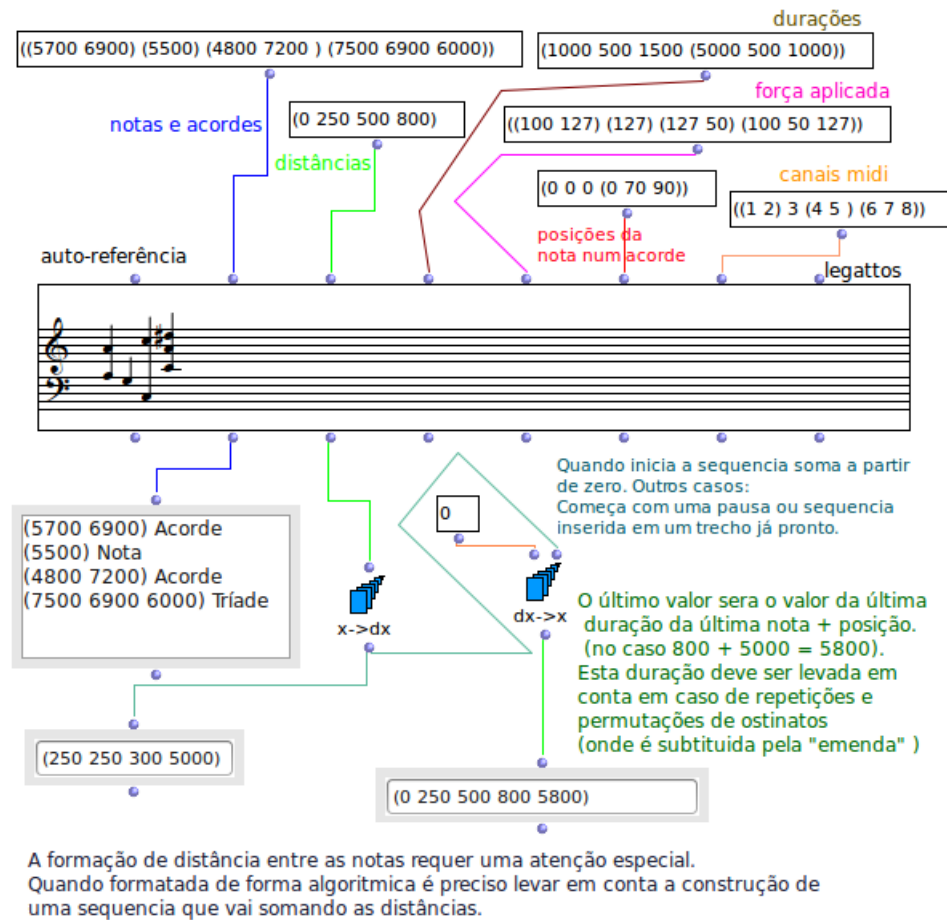 durações
((5700 6900) (5500) (4800 7200 ) (7500 6900 6000))
(1000 500 1500 (5000 500 1000))
força aplicada
notas e acordes
(0 250 500 800)
((100 127) (127) (127 50) (100 50 127))
distâncias
canais midi
(0 0 0 (0 70 90))
((1 2) 3 (4 5 ) (6 7 8))
posições da
nota num acorde
auto-referência
legattos
Quando inicia a sequencia soma a partir
de zero. Outros casos:
Começa com uma pausa ou sequencia
inserida em um trecho já pronto.
0
(5700 6900) Acorde
(5500) Nota
(4800 7200) Acorde
(7500 6900 6000) Tríade
x->dx
dx->x
O último valor sera o valor da última
duração da última nota + posição.
(no caso 800 + 5000 = 5800).
Esta duração deve ser levada em
conta em caso de repetições e
permutações de ostinatos
(onde é subtituida pela "emenda" )
(250 250 300 5000)
(0 250 500 800 5800)
A formação de distância entre as notas requer uma atenção especial.
Quando formatada de forma algoritmica é preciso levar em conta a construção de
uma sequencia que vai somando as distâncias.